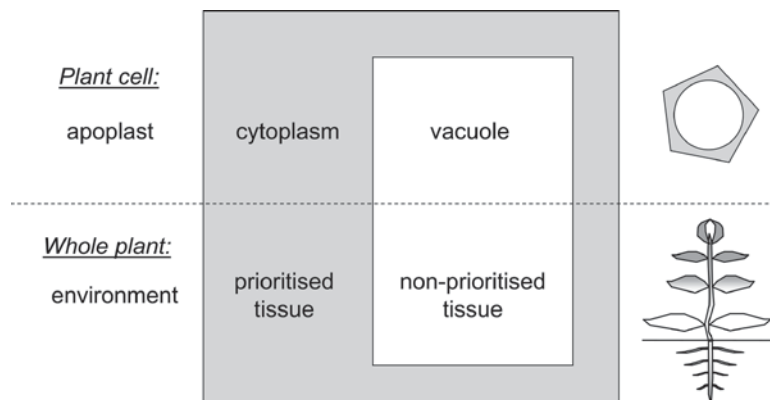 Plant cell:
apoplast cytoplasm vacuole
Whole plant:
environment prioritised non-prioritised
tissue tissue